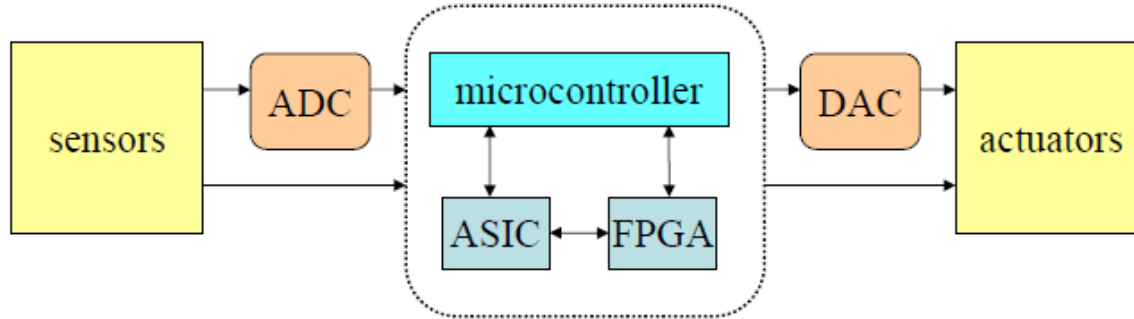 sensors
ADC
microcontroller
ASIC
FPGA
DAC
actuators